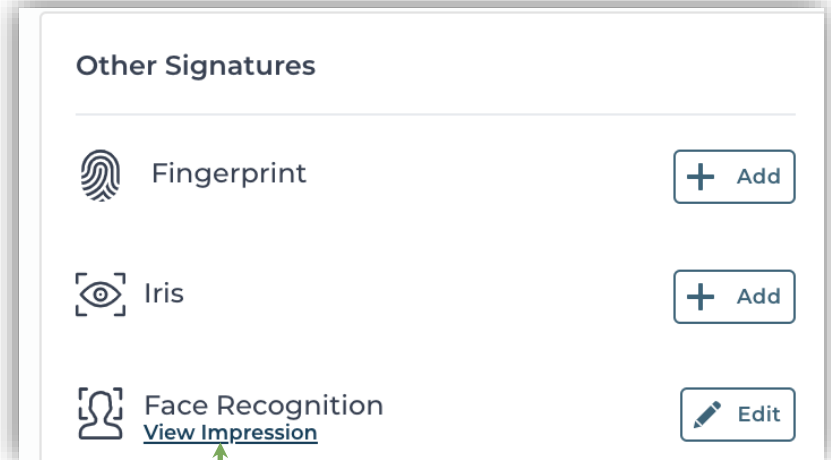 Other Signatures
Fingerprint
Add
Iris
Add
Face Recognition
Edit
View Impression